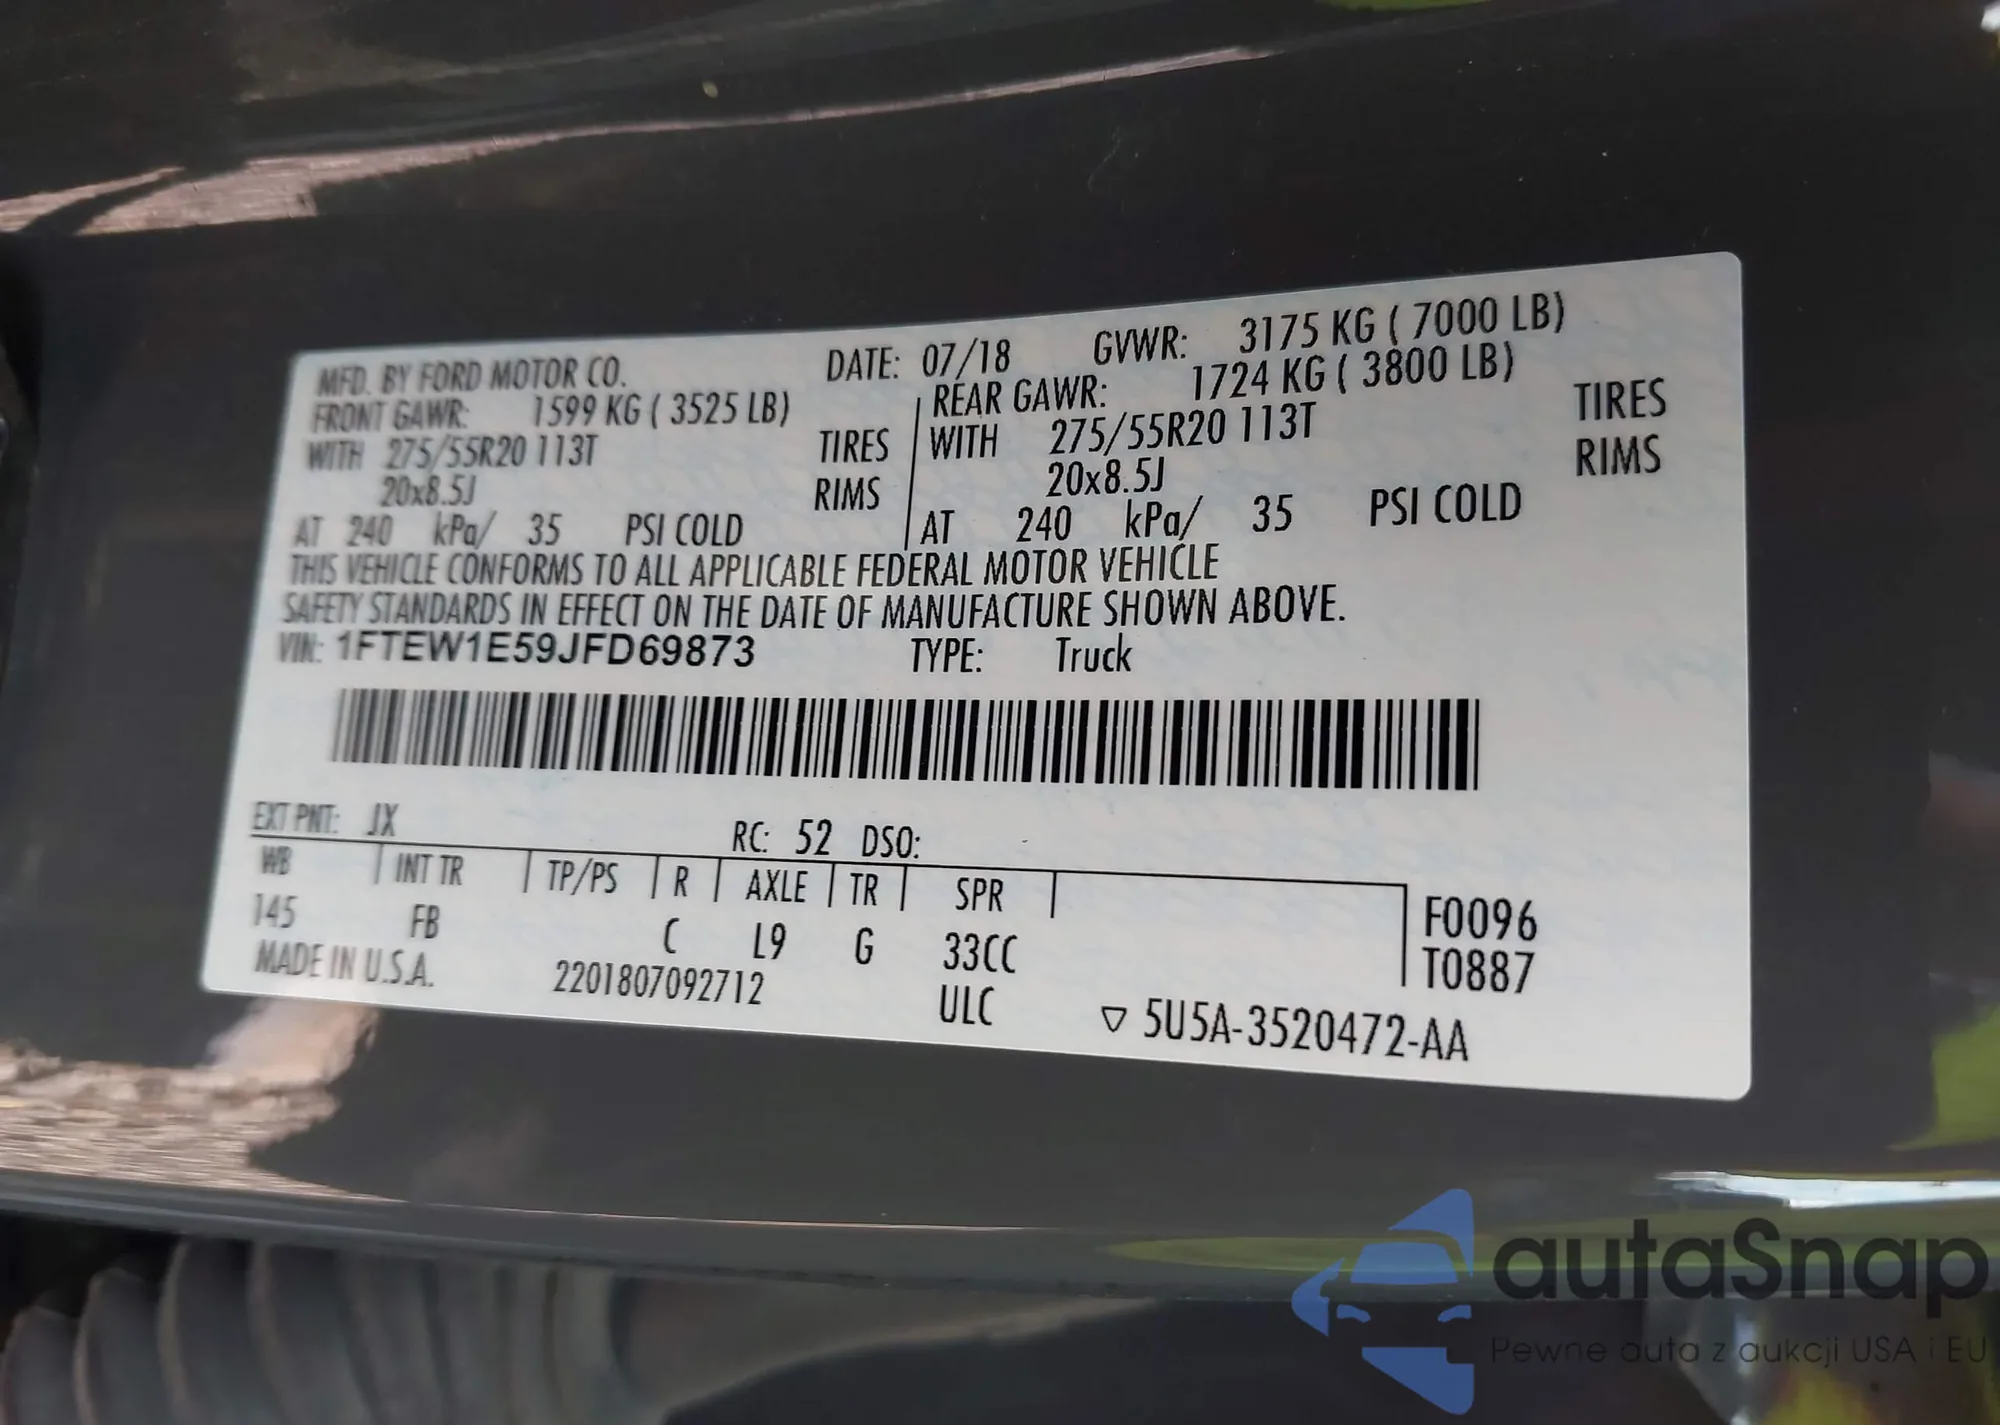 MFD. BY FORD MOTOR CO. DATE: 07/18 GVWR: 3175 KG ( 7000 LB)
FRONT GAWR: 1599 KG ( 3525 LB) REAR GAWR: 1724 KG ( 3800 LB)
WITH 275/55R20 113T TIRES WITH 275/55R20 113T TIRES
20x8.5J RIMS 20x8.5J RIMS
AT 240 kPa/ 35 PSI COLD AT 240 kPa/ 35 PSI COLD
THIS VEHICLE CONFORMS TO ALL APPLICABLE FEDERAL MOTOR VEHICLE
SAFETY STANDARDS IN EFFECT ON THE DATE OF MANUFACTURE SHOWN ABOVE.
VIN: 1FTEW1E59JFD69873 TYPE: Truck
EXT PNT: JX RC: 52 DSO:
WB INT TR TP/PS R AXLE TR SPR
145 FB C L9 G 33CC
F0096
T0887
MADE IN U.S.A. 2201807092712 ULC ▽ 5U5A-3520472-AA
autaSnap
Pewne auta z aukcji USA i EU